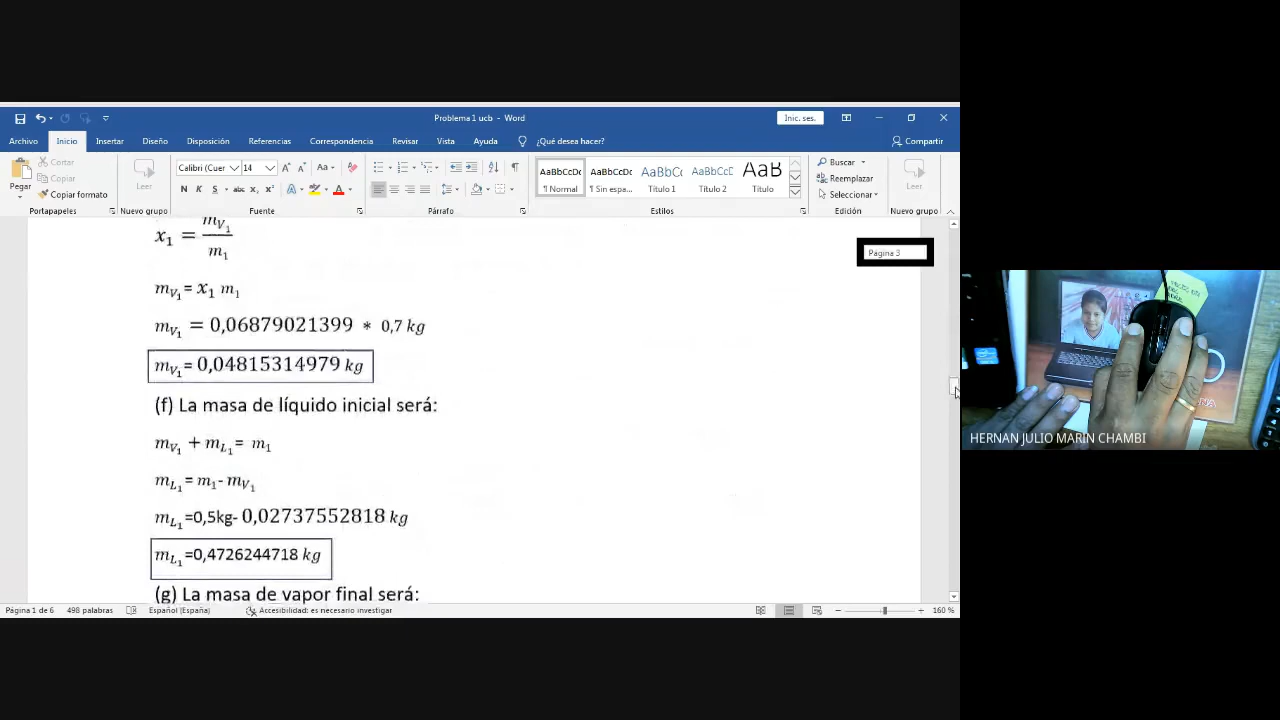 Problema 1 ucb - Word
Inic. ses.
Archivo Inicio Insertar Diseño Disposición Referencias Correspondencia Revisar Vista Ayuda ¿Qué desea hacer? Compartir
Pegar
Cortar
Copiar
Copiar formato
Portapapeles
Leer
Nuevo grupo
Calibri (Cuer 14
Fuente
Párrafo
AaBbCcDc AaBbCcDc AaBbCc AaBbCcC AaB
¶ Normal ¶ Sin espa... Título 1 Título 2 Título
Estilos
Buscar
Reemplazar
Seleccionar
Edición
Leer
Nuevo grupo
Página 3
x₁ = m_V₁ / m₁
m_V₁ = x₁ m₁
m_V₁ = 0,06879021399 * 0,7 kg
m_V₁ = 0,04815314979 kg
(f) La masa de líquido inicial será:
m_V₁ + m_L₁ = m₁
m_L₁ = m₁- m_V₁
m_L₁ =0,5kg- 0,02737552818 kg
m_L₁ =0,4726244718 kg
(g) La masa de vapor final será:
Página 1 de 6 498 palabras Español (España) Accesibilidad: es necesario investigar 160 %
HERNAN JULIO MARIN CHAMBI